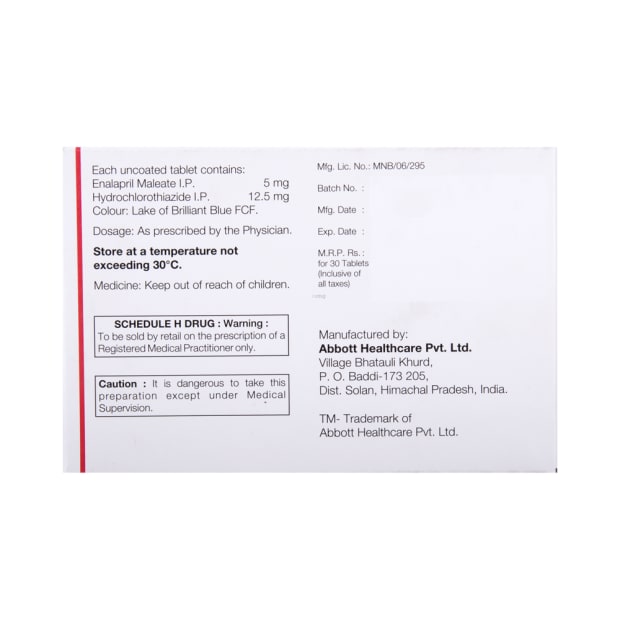 Each uncoated tablet contains:
Enalapril Maleate I.P. 5 mg
Hydrochlorothiazide I.P. 12.5 mg
Colour: Lake of Brilliant Blue FCF.
Dosage: As prescribed by the Physician.
Store at a temperature not
exceeding 30°C.
Medicine: Keep out of reach of children.
SCHEDULE H DRUG : Warning :
To be sold by retail on the prescription of a
Registered Medical Practitioner only.
Caution : It is dangerous to take this
preparation except under Medical
Supervision.
Mfg. Lic. No.: MNB/06/295
Batch No. :
Mfg. Date :
Exp. Date :
M.R.P. Rs.:
for 30 Tablets
(Inclusive of
all taxes)
Manufactured by:
Abbott Healthcare Pvt. Ltd.
Village Bhatauli Khurd,
P. O. Baddi-173 205,
Dist. Solan, Himachal Pradesh, India.
TM- Trademark of
Abbott Healthcare Pvt. Ltd.